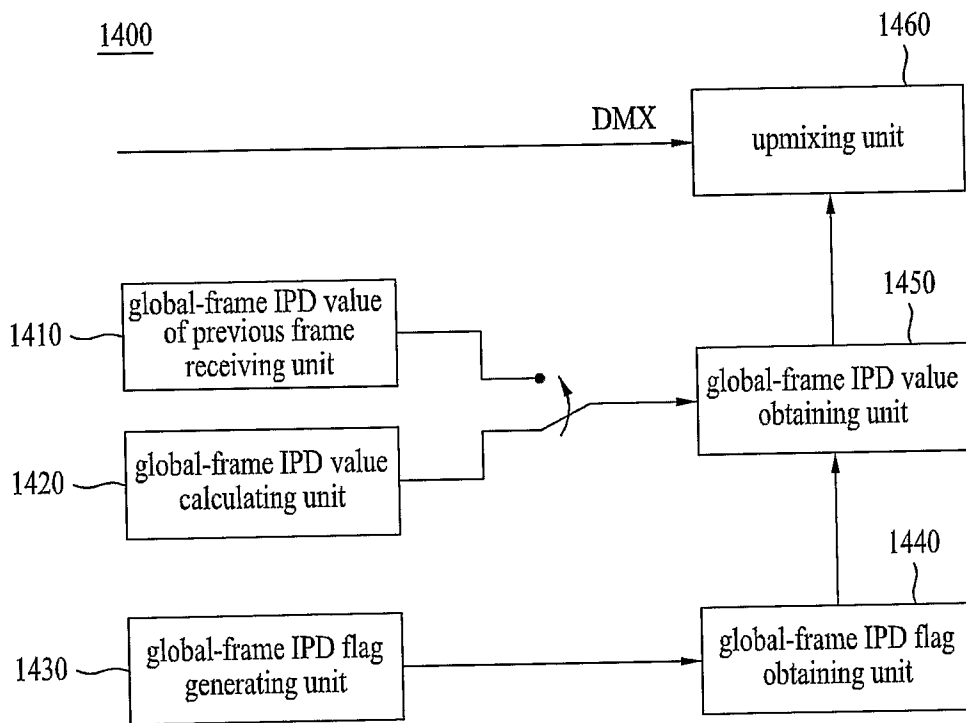 1400
1460
DMX
upmixing unit
1450
global-frame IPD value
of previous frame
receiving unit
1410
global-frame IPD value
obtaining unit
global-frame IPD value
calculating unit
1420
1440
global-frame IPD flag
generating unit
1430
global-frame IPD flag
obtaining unit